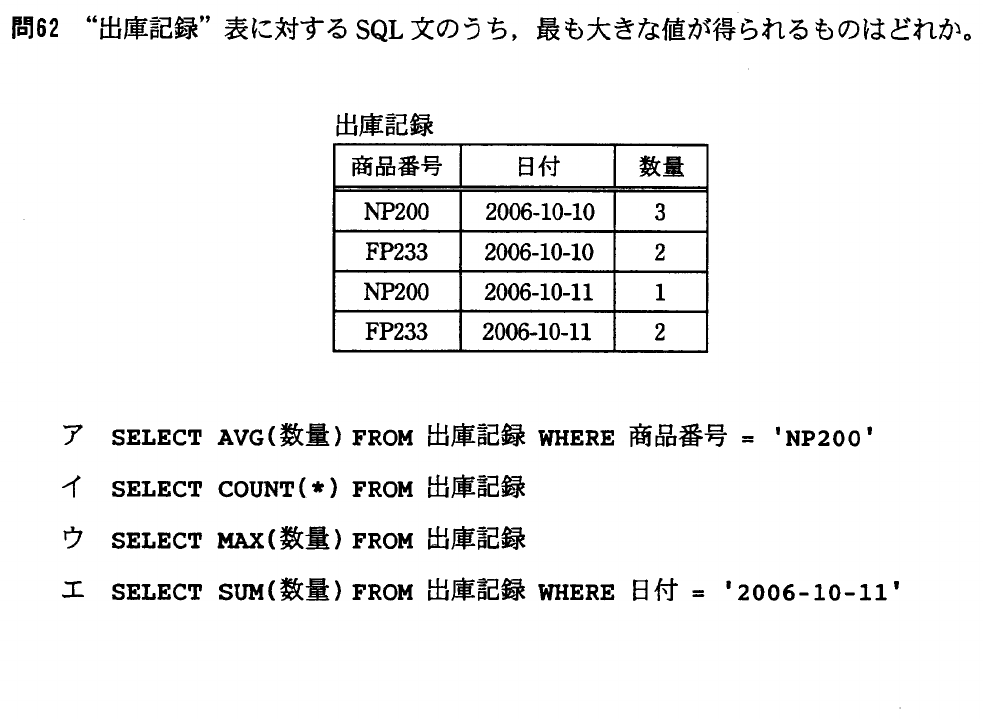 問62 “出庫記録”表に対するSQL文のうち，最も大きな値が得られるものはどれか。
出庫記録
商品番号 日付 数量
NP200 2006-10-10 3
FP233 2006-10-10 2
NP200 2006-10-11 1
FP233 2006-10-11 2
ア SELECT AVG(数量) FROM 出庫記録 WHERE 商品番号 = 'NP200'
イ SELECT COUNT(*) FROM 出庫記録
ウ SELECT MAX(数量) FROM 出庫記録
エ SELECT SUM(数量) FROM 出庫記録 WHERE 日付 = '2006-10-11'